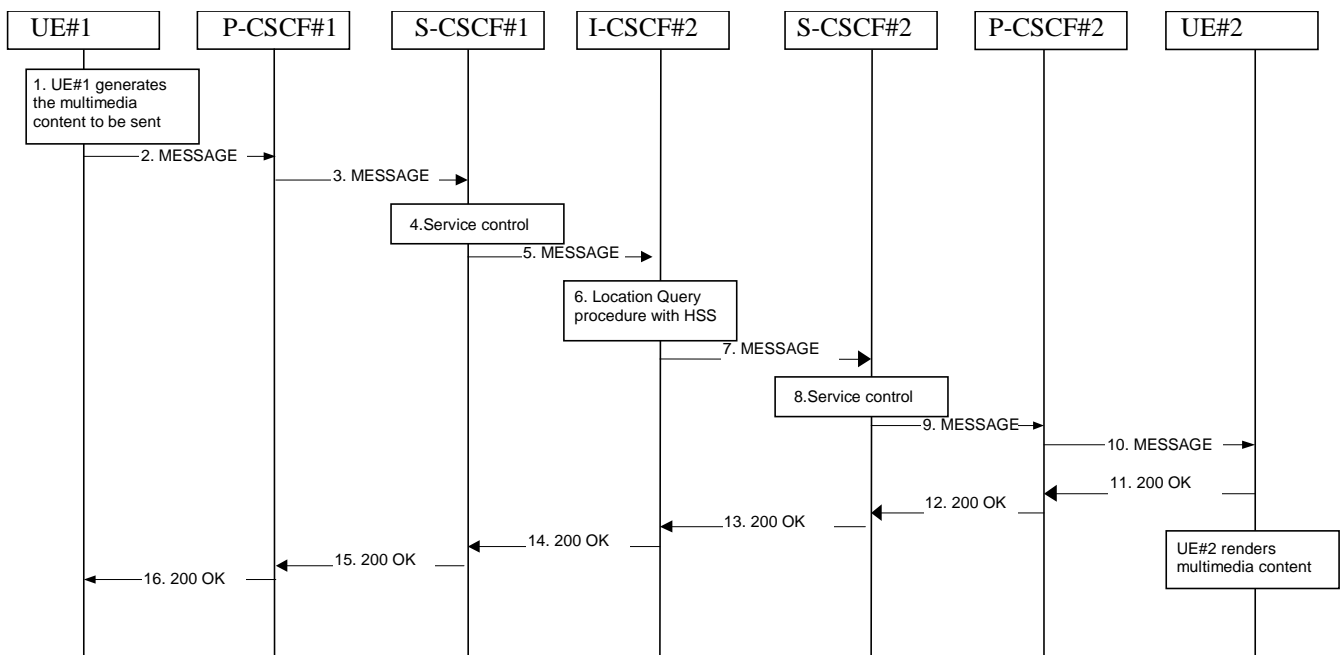 UE#1
P-CSCF#1
S-CSCF#1
I-CSCF#2
S-CSCF#2
P-CSCF#2
UE#2
1. UE#1 generates
the multimedia
content to be sent
2. MESSAGE
3. MESSAGE
4.Service control
5. MESSAGE
6. Location Query
procedure with HSS
7. MESSAGE
8.Service control
9. MESSAGE
10. MESSAGE
11. 200 OK
12. 200 OK
13. 200 OK
14. 200 OK
UE#2 renders
multimedia content
15. 200 OK
16. 200 OK